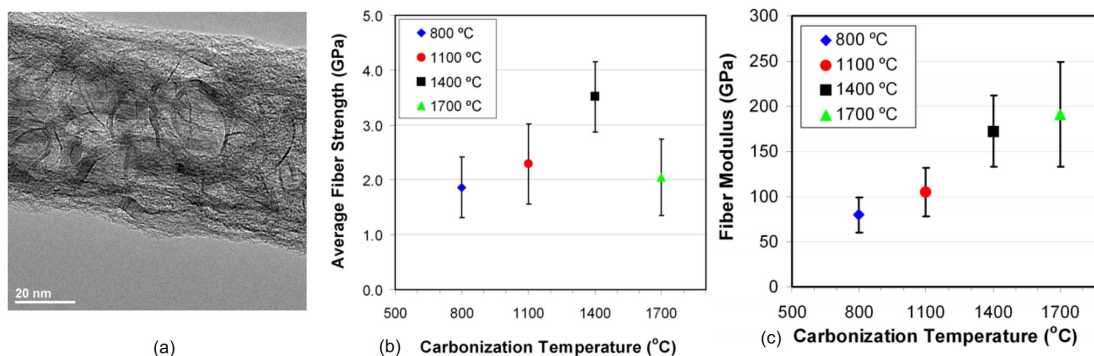 20 nm
(a)
Average Fiber Strength (GPa)
5.0
4.0
3.0
2.0
1.0
0.0
800 ºC
1100 ºC
1400 ºC
1700 ºC
500
800
1100
1400
1700
(b)
Carbonization Temperature (ºC)
Fiber Modulus (GPa)
300
250
200
150
100
50
0
800 ºC
1100 ºC
1400 ºC
1700 ºC
500
800
1100
1400
1700
Carbonization Temperature (ºC)
(c)